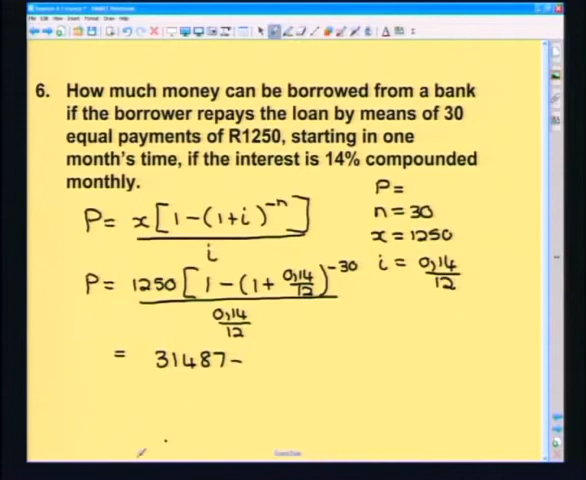 6. How much money can be borrowed from a bank
if the borrower repays the loan by means of 30
equal payments of R1250, starting in one
month's time, if the interest is 14% compounded
monthly.
P =
n = 30
x = 1250
i = 0,14/12
P = x[1-(1+i)^-n]/i
P = 1250[1-(1+0,14/12)^-30]/(0,14/12)
= 31487-